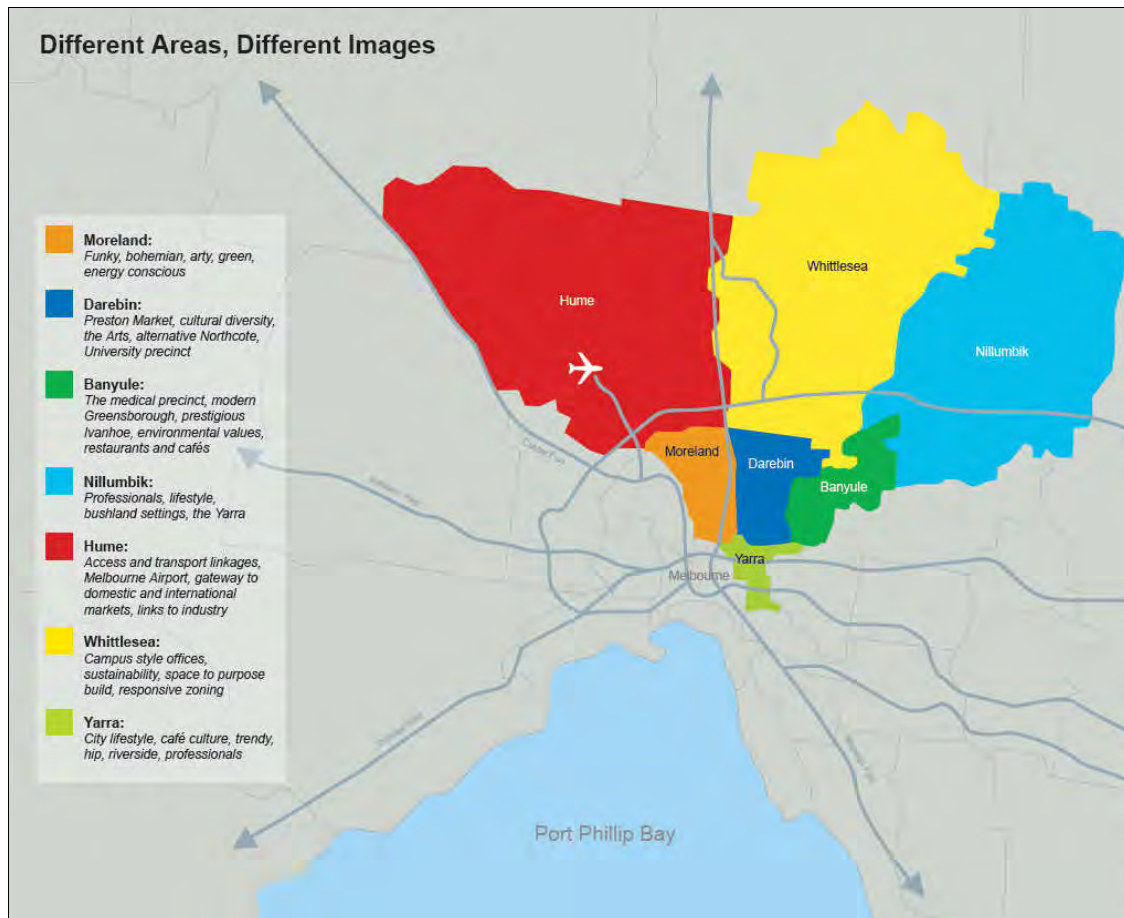 Different Areas, Different Images
Moreland:
Funky, bohemian, arty, green,
energy conscious
Darebin:
Preston Market, cultural diversity,
the Arts, alternative Northcote,
University precinct
Banyule:
The medical precinct, modern
Greensborough, prestigious
Ivanhoe, environmental values,
restaurants and cafés
Nillumbik:
Professionals, lifestyle,
bushland settings, the Yarra
Hume:
Access and transport linkages,
Melbourne Airport, gateway to
domestic and international
markets, links to industry
Whittlesea:
Campus style offices,
sustainability, space to purpose
build, responsive zoning
Yarra:
City lifestyle, café culture, trendy,
hip, riverside, professionals
Whittlesea
Hume
Nillumbik
Moreland
Darebin
Banyule
Yarra
Melbourne
Port Phillip Bay